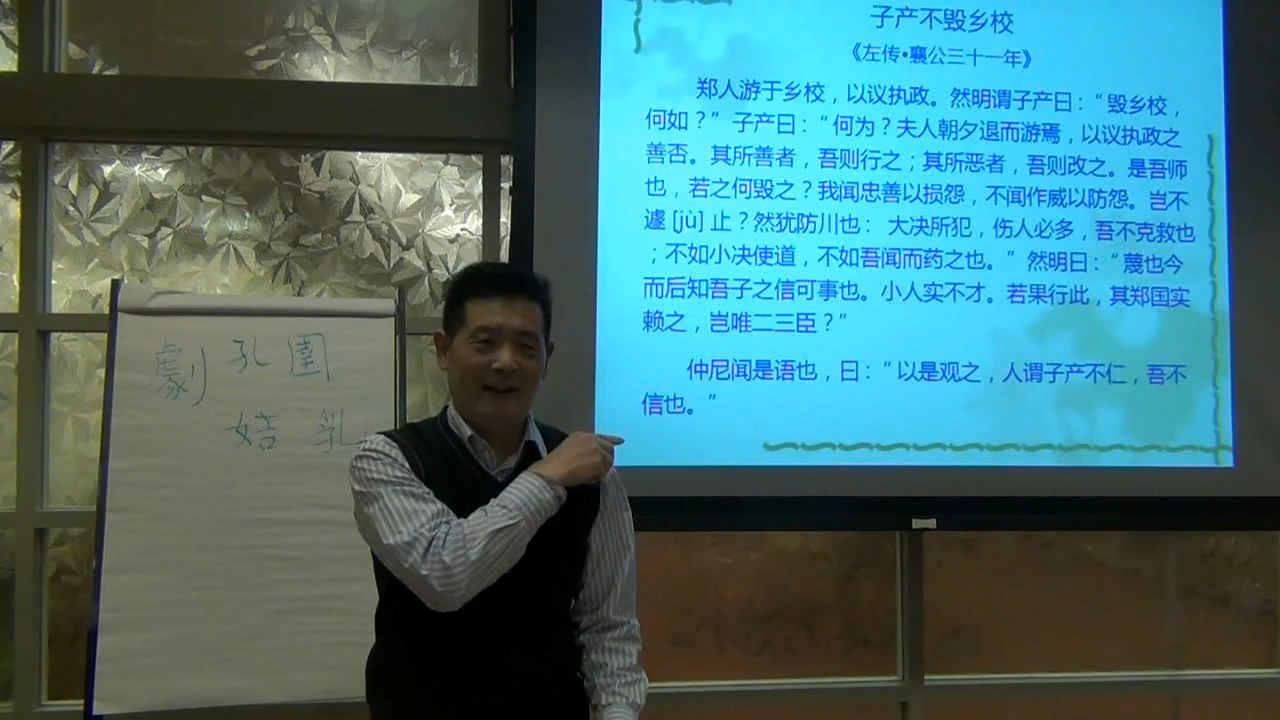 子产不毁乡校
《左传•襄公三十一年》
郑人游于乡校，以议执政。然明谓子产曰：“毁乡校，
何如？”子产曰：“何为？夫人朝夕退而游焉，以议执政之
善否。其所善者，吾则行之；其所恶者，吾则改之。是吾师
也，若之何毁之？我闻忠善以损怨，不闻作威以防怨。岂不
遽 [jù] 止？然犹防川也： 大决所犯，伤人必多，吾不克救也
；不如小决使道，不如吾闻而药之也。”然明曰：“蔑也今
而后知吾子之信可事也。小人实不才。若果行此，其郑国实
赖之，岂唯二三臣？”
仲尼闻是语也，曰：“以是观之，人谓子产不仁，吾不
信也。”
劇 孔 圉
姞 乳